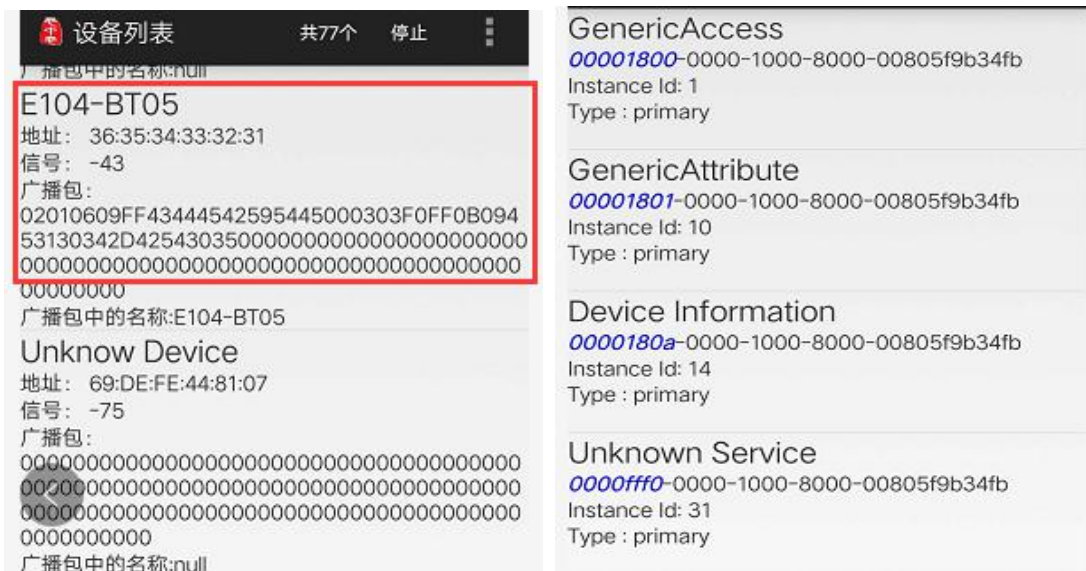 设备列表
共77个
停止
广播包中的名称:null
E104-BT05
地址: 36:35:34:33:32:31
信号: -43
广播包:
02010609FF434445425954450000303F0FF0B094
53130342D42543035000000000000000000000
00000000000000000000000000000000000000
00000000
广播包中的名称:E104-BT05
Unknow Device
地址: 69:DE:FE:44:81:07
信号: -75
广播包:
00000000000000000000000000000000000000
00000000000000000000000000000000000000
00000000000000000000000000000000000000
0000000000
广播包中的名称:null
GenericAccess
00001800-0000-1000-8000-00805f9b34fb
Instance Id: 1
Type : primary
GenericAttribute
00001801-0000-1000-8000-00805f9b34fb
Instance Id: 10
Type : primary
Device Information
0000180a-0000-1000-8000-00805f9b34fb
Instance Id: 14
Type : primary
Unknown Service
0000fff0-0000-1000-8000-00805f9b34fb
Instance Id: 31
Type : primary